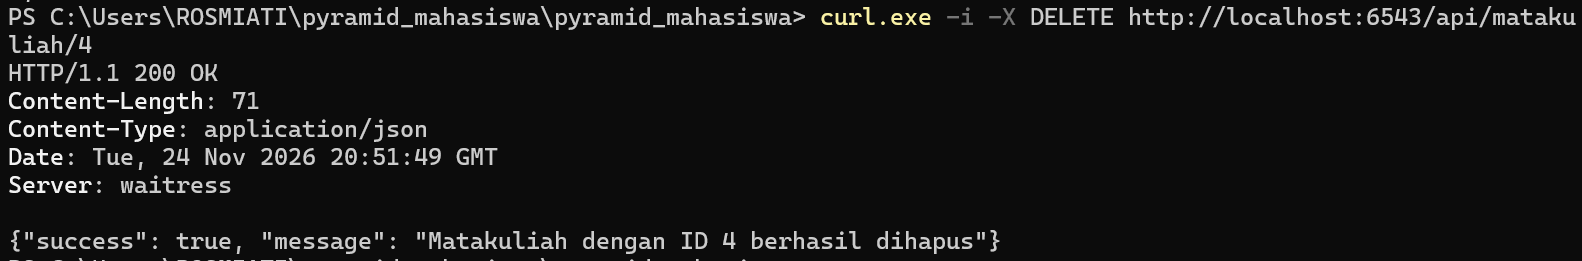 PS C:\Users\ROSMIATI\pyramid_mahasiswa\pyramid_mahasiswa> curl.exe -i -X DELETE http://localhost:6543/api/mataku
liah/4
HTTP/1.1 200 OK
Content-Length: 71
Content-Type: application/json
Date: Tue, 24 Nov 2026 20:51:49 GMT
Server: waitress

{"success": true, "message": "Matakuliah dengan ID 4 berhasil dihapus"}